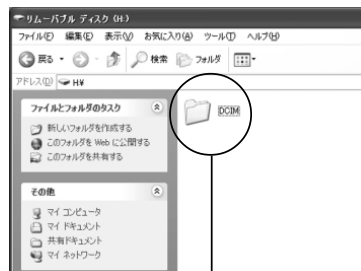 リムーバブル ディスク (H:)
ファイル(F) 編集(E) 表示(V) お気に入り(A) ツール(T) ヘルプ(H)
戻る 検索 フォルダ
アドレス(D) H¥
ファイルとフォルダのタスク
新しいフォルダを作成する
このフォルダを Web に公開する
このフォルダを共有する
DCIM
その他
マイ コンピュータ
マイ ドキュメント
共有ドキュメント
マイ ネットワーク